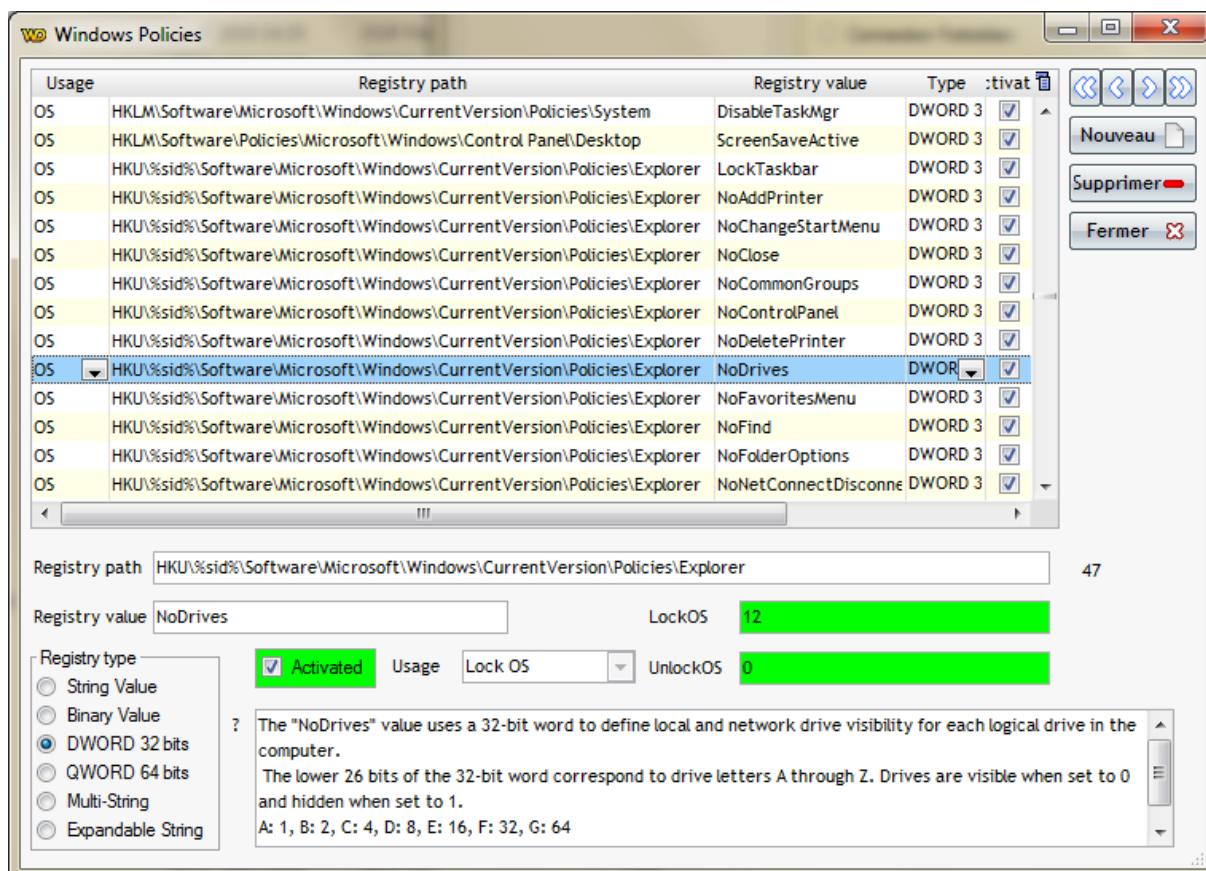 WD Windows Policies
Usage Registry path Registry value Type :tivat
OS HKLM\Software\Microsoft\Windows\CurrentVersion\Policies\System DisableTaskMgr DWORD 3
OS HKLM\Software\Policies\Microsoft\Windows\Control Panel\Desktop ScreenSaveActive DWORD 3
OS HKU\%sid%\Software\Microsoft\Windows\CurrentVersion\Policies\Explorer LockTaskbar DWORD 3
OS HKU\%sid%\Software\Microsoft\Windows\CurrentVersion\Policies\Explorer NoAddPrinter DWORD 3
OS HKU\%sid%\Software\Microsoft\Windows\CurrentVersion\Policies\Explorer NoChangeStartMenu DWORD 3
OS HKU\%sid%\Software\Microsoft\Windows\CurrentVersion\Policies\Explorer NoClose DWORD 3
OS HKU\%sid%\Software\Microsoft\Windows\CurrentVersion\Policies\Explorer NoCommonGroups DWORD 3
OS HKU\%sid%\Software\Microsoft\Windows\CurrentVersion\Policies\Explorer NoControlPanel DWORD 3
OS HKU\%sid%\Software\Microsoft\Windows\CurrentVersion\Policies\Explorer NoDeletePrinter DWORD 3
OS HKU\%sid%\Software\Microsoft\Windows\CurrentVersion\Policies\Explorer NoDrives DWOR
OS HKU\%sid%\Software\Microsoft\Windows\CurrentVersion\Policies\Explorer NoFavoritesMenu DWORD 3
OS HKU\%sid%\Software\Microsoft\Windows\CurrentVersion\Policies\Explorer NoFind DWORD 3
OS HKU\%sid%\Software\Microsoft\Windows\CurrentVersion\Policies\Explorer NoFolderOptions DWORD 3
OS HKU\%sid%\Software\Microsoft\Windows\CurrentVersion\Policies\Explorer NoNetConnectDisconne DWORD 3
Nouveau
Supprimer
Fermer
Registry path HKU\%sid%\Software\Microsoft\Windows\CurrentVersion\Policies\Explorer 47
Registry value NoDrives LockOS 12
Activated Usage Lock OS UnlockOS 0
Registry type
String Value
Binary Value
DWORD 32 bits
QWORD 64 bits
Multi-String
Expandable String
? The "NoDrives" value uses a 32-bit word to define local and network drive visibility for each logical drive in the
computer.
The lower 26 bits of the 32-bit word correspond to drive letters A through Z. Drives are visible when set to 0
and hidden when set to 1.
A: 1, B: 2, C: 4, D: 8, E: 16, F: 32, G: 64